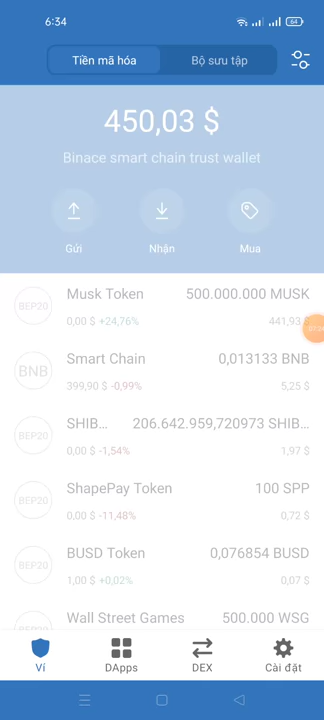 6:34
64
Tiền mã hóa
Bộ sưu tập
450,03 $
Binace smart chain trust wallet
Gửi
Nhận
Mua
BEP20
Musk Token
500.000.000 MUSK
0,00 $ +24,76%
441,93 $
BNB
Smart Chain
0,013133 BNB
399,90 $ -0,99%
5,25 $
BEP20
SHIB...
206.642.959,720973 SHIB...
0,00 $ -1,54%
1,97 $
BEP20
ShapePay Token
100 SPP
0,00 $ -11,48%
0,72 $
BEP20
BUSD Token
0,076854 BUSD
1,00 $ +0,02%
0,07 $
BEP20
Wall Street Games
500.000 WSG
Ví
DApps
DEX
Cài đặt